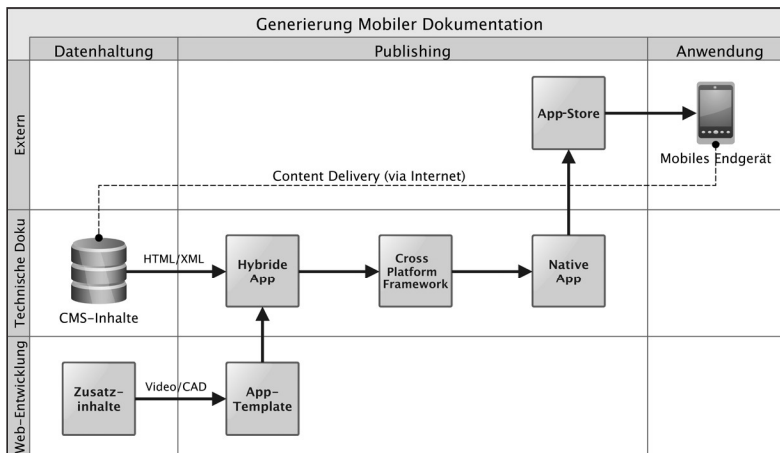 Generierung Mobiler Dokumentation
Datenhaltung
Publishing
Anwendung
Extern
App-Store
Mobiles Endgerät
Content Delivery (via Internet)
Technische Doku
CMS-Inhalte
HTML/XML
Hybride
App
Cross
Platform
Framework
Native
App
Web-Entwicklung
Zusatz-
inhalte
Video/CAD
App-
Template